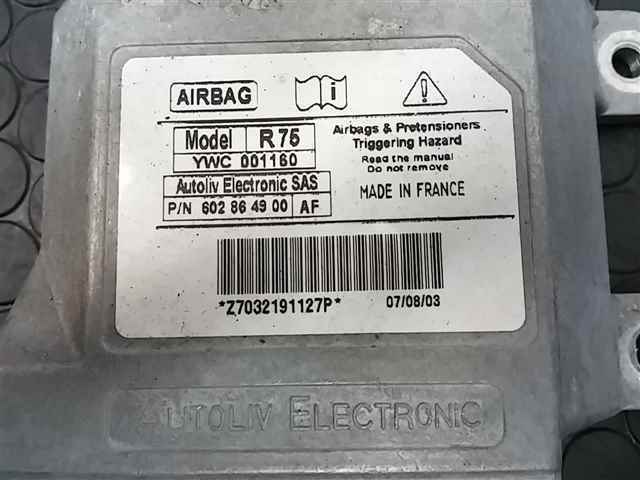 AIRBAG
i
!
Model R75
YWC 001160
Autoliv Electronic SAS
P/N 602 86 49 00 AF
Airbags & Pretensioners
Triggering Hazard
Read the manual
Do not remove
MADE IN FRANCE
*Z7032191127P* 07/08/03
AUTOLIV ELECTRONIC